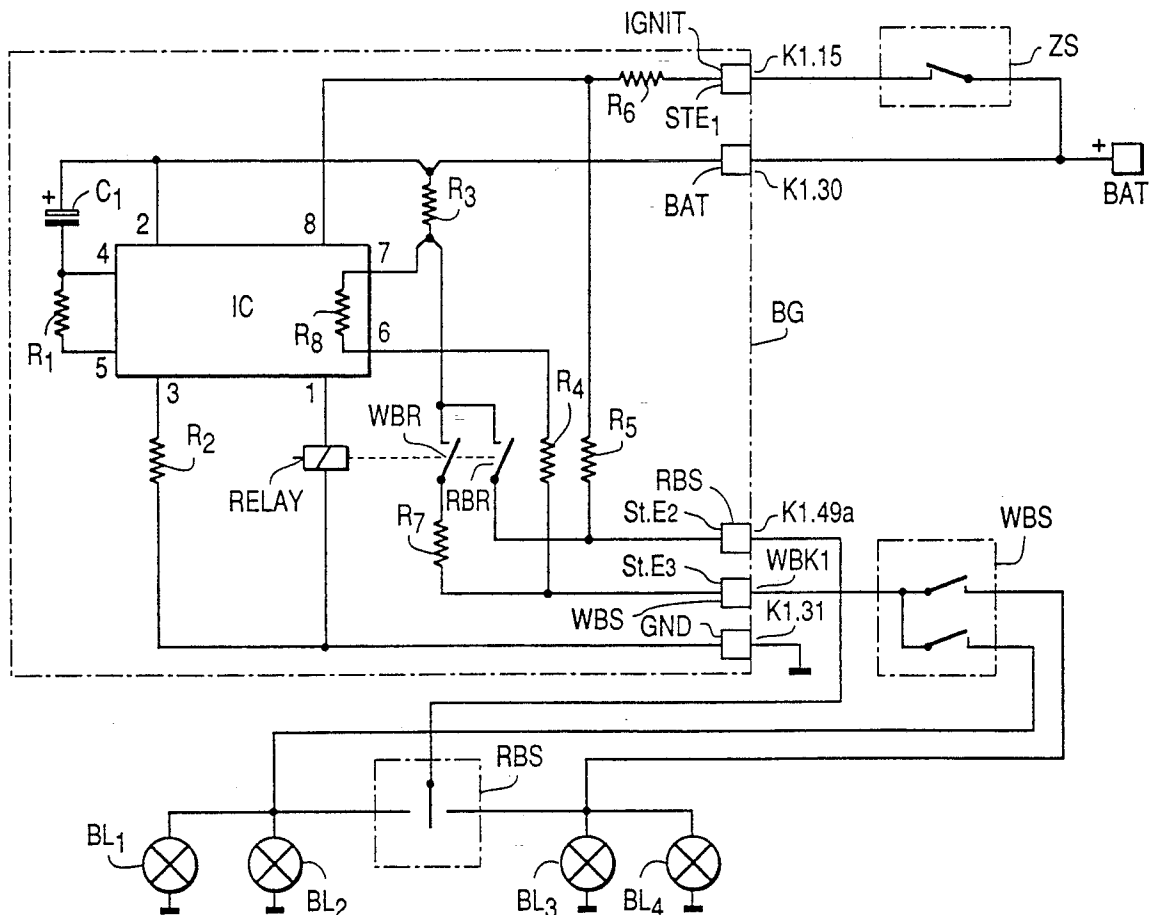 IGNIT
K1.15
ZS
R6
STE1
+
C1
+
BAT
R3
BAT
K1.30
2
8
4
7
IC
R8
6
BG
R1
5
3
1
R4
R2
WBR
R5
RELAY
RBR
RBS
St.E2
K1.49a
WBS
R7
St.E3
WBK1
WBS
K1.31
GND
RBS
BL1
BL2
BL3
BL4